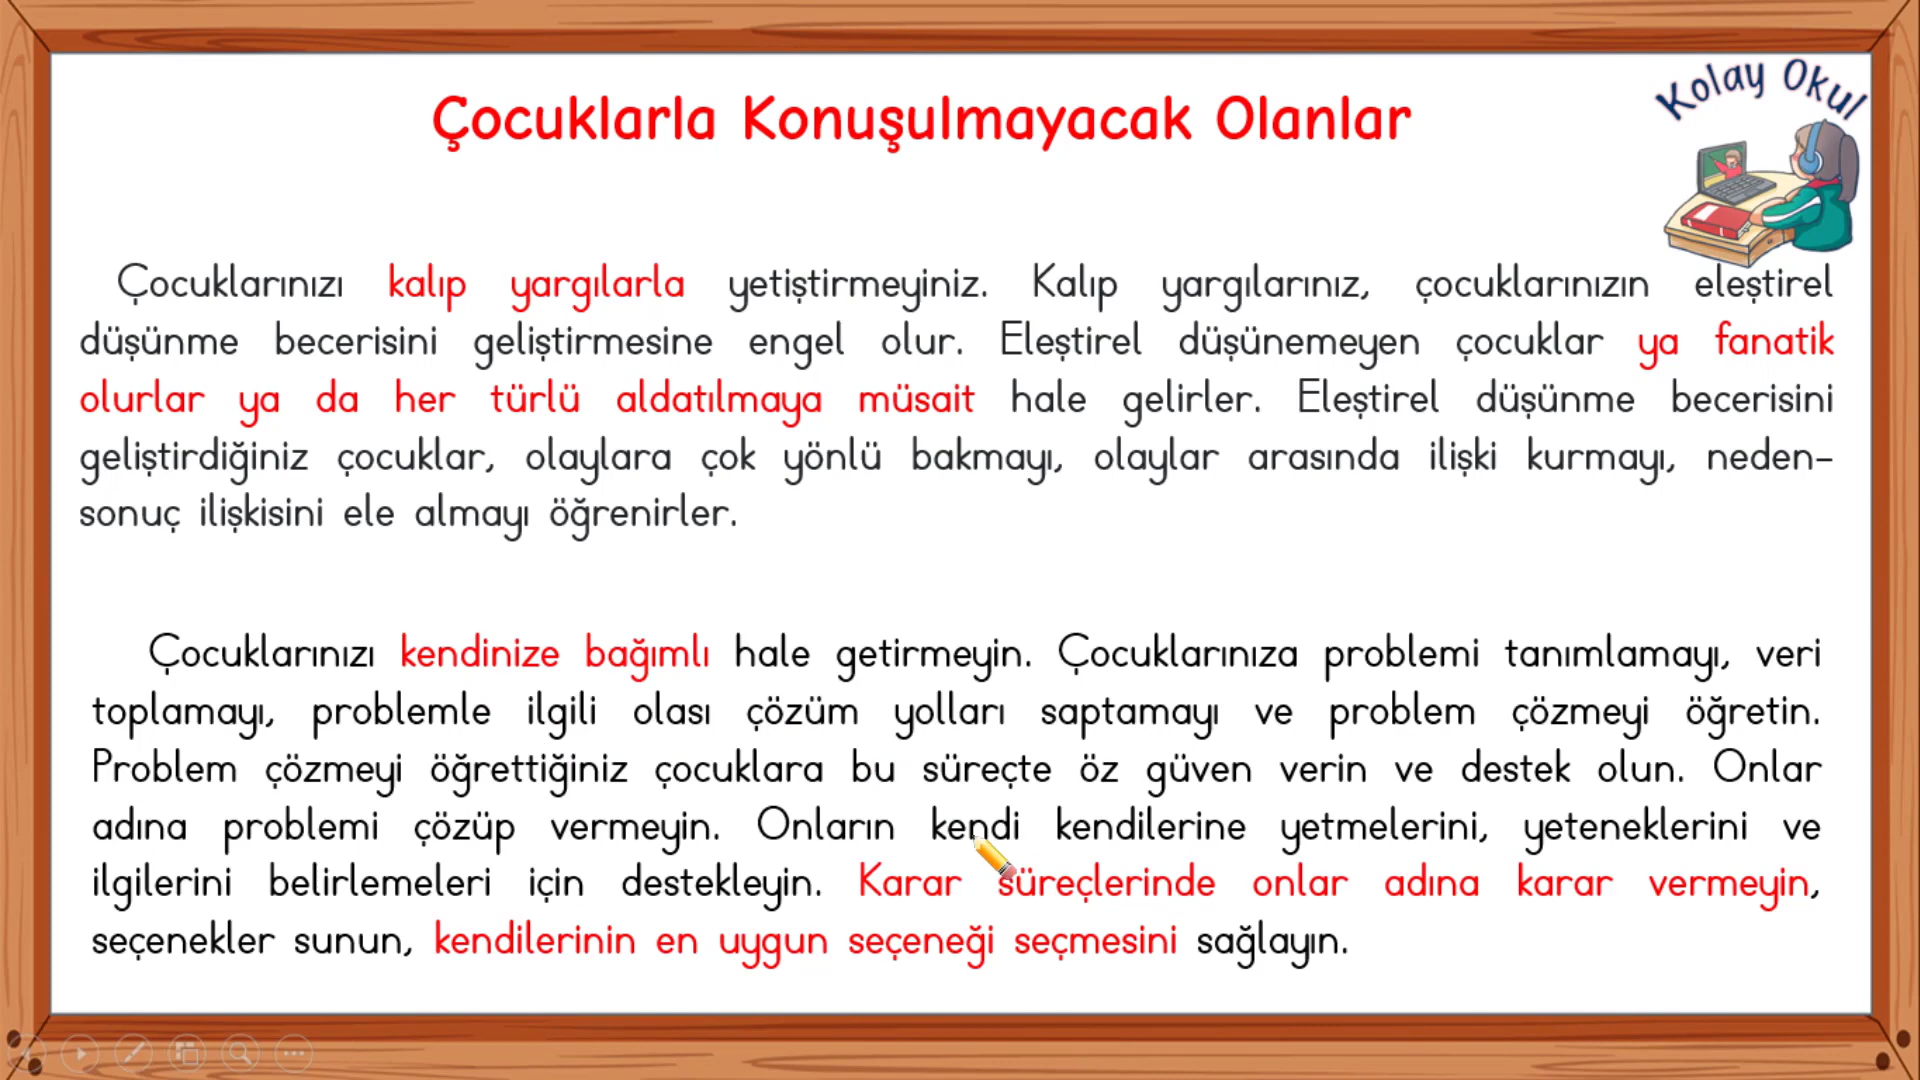 Kolay Okul
Çocuklarla Konuşulmayacak Olanlar
Çocuklarınızı kalıp yargılarla yetiştirmeyiniz. Kalıp yargılarınız, çocuklarınızın eleştirel
düşünme becerisini geliştirmesine engel olur. Eleştirel düşünemeyen çocuklar ya fanatik
olurlar ya da her türlü aldatılmaya müsait hale gelirler. Eleştirel düşünme becerisini
geliştirdiğiniz çocuklar, olaylara çok yönlü bakmayı, olaylar arasında ilişki kurmayı, neden-
sonuç ilişkisini ele almayı öğrenirler.
Çocuklarınızı kendinize bağımlı hale getirmeyin. Çocuklarınıza problemi tanımlamayı, veri
toplamayı, problemle ilgili olası çözüm yolları saptamayı ve problem çözmeyi öğretin.
Problem çözmeyi öğrettiğiniz çocuklara bu süreçte öz güven verin ve destek olun. Onlar
adına problemi çözüp vermeyin. Onların kendi kendilerine yetmelerini, yeteneklerini ve
ilgilerini belirlemeleri için destekleyin. Karar süreçlerinde onlar adına karar vermeyin,
seçenekler sunun, kendilerinin en uygun seçeneği seçmesini sağlayın.